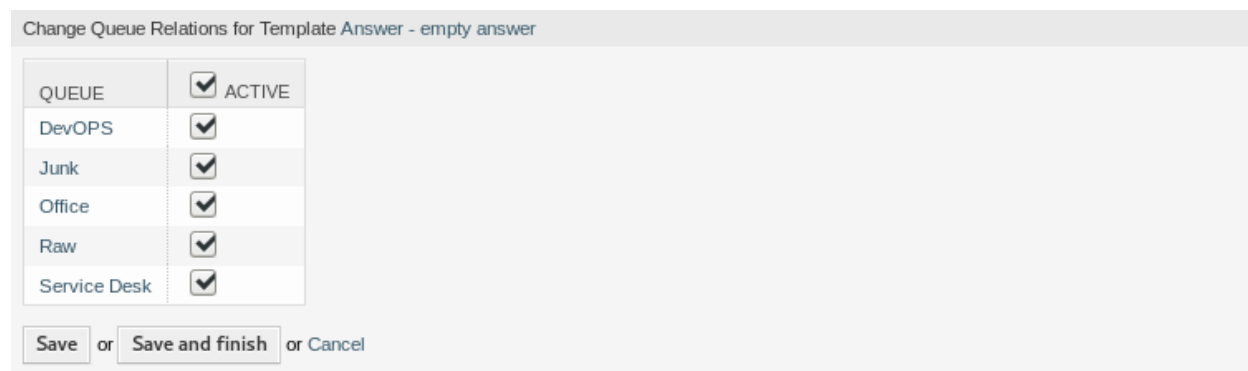 Change Queue Relations for Template Answer - empty answer
QUEUE ACTIVE
DevOPS
Junk
Office
Raw
Service Desk
Save or Save and finish or Cancel